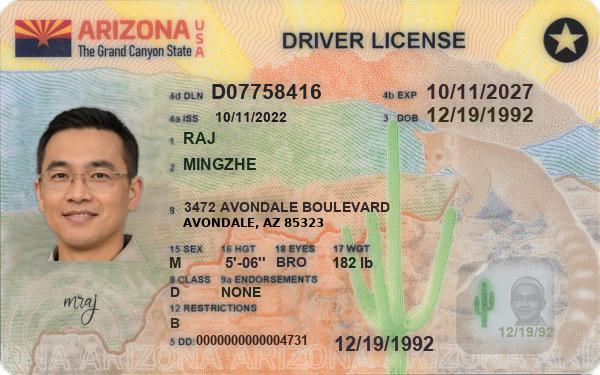 ARIZONA USA
The Grand Canyon State
DRIVER LICENSE
4d DLN D07758416
4b EXP 10/11/2027
4a ISS 10/11/2022
3 DOB 12/19/1992
1 RAJ
2 MINGZHE
8 3472 AVONDALE BOULEVARD
AVONDALE, AZ 85323
15 SEX 16 HGT 18 EYES 17 WGT
M 5'-06" BRO 182 lb
9 CLASS 9a ENDORSEMENTS
D NONE
12 RESTRICTIONS
B
mraj
5 DD: 0000000000004731
12/19/1992
12/19/92
ARIZONA ARIZONA ARIZONA ARIZONA